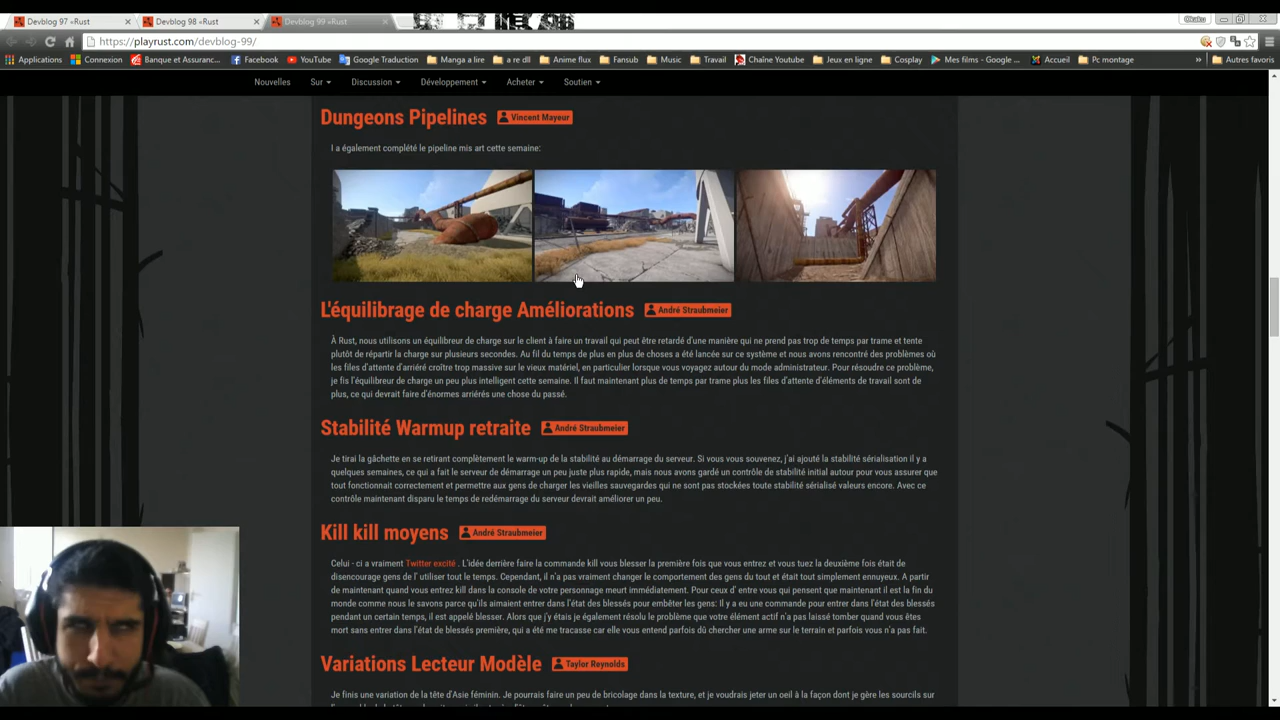 Devblog 97 »Rust
Devblog 98 »Rust
Devblog 99 »Rust
Otaku
https://playrust.com/devblog-99/
Applications
Connexion
Banque et Assuranc...
Facebook
YouTube
Google Traduction
Manga a lire
a re dll
Anime flux
Fansub
Music
Travail
Chaîne Youtube
Jeux en ligne
Cosplay
Mes films - Google ...
Accueil
Pc montage
»
Autres favoris
Nouvelles
Sur
Discussion
Développement
Acheter
Soutien
Dungeons Pipelines
Vincent Mayeur
I a également complété le pipeline mis art cette semaine:
L'équilibrage de charge Améliorations
André Straubmeier
À Rust, nous utilisons un équilibreur de charge sur le client à faire un travail qui peut être retardé d'une manière qui ne prend pas trop de temps par trame et tente
plutôt de répartir la charge sur plusieurs secondes. Au fil du temps de plus en plus de choses a été lancée sur ce système et nous avons rencontré des problèmes où
les files d'attente d'arriéré croître trop massive sur le vieux matériel, en particulier lorsque vous voyagez autour du mode administrateur. Pour résoudre ce problème,
je fis l'équilibreur de charge un peu plus intelligent cette semaine. Il faut maintenant plus de temps par trame plus les files d'attente d'éléments de travail sont de
plus, ce qui devrait faire d'énormes arriérés une chose du passé.
Stabilité Warmup retraite
André Straubmeier
Je tirai la gâchette en se retirant complètement le warm-up de la stabilité au démarrage du serveur. Si vous vous souvenez, j'ai ajouté la stabilité sérialisation il y a
quelques semaines, ce qui a fait le serveur de démarrage un peu juste plus rapide, mais nous avons gardé un contrôle de stabilité initial autour pour vous assurer que
tout fonctionnait correctement et permettre aux gens de charger les vieilles sauvegardes qui ne sont pas stockées toute stabilité sérialisé valeurs encore. Avec ce
contrôle maintenant disparu le temps de redémarrage du serveur devrait améliorer un peu.
Kill kill moyens
André Straubmeier
Celui - ci a vraiment Twitter excité . L'idée derrière faire la commande kill vous blesser la première fois que vous entrez et vous tuez la deuxième fois était de
disencourage gens de l' utiliser tout le temps. Cependant, il n'a pas vraiment changer le comportement des gens du tout et était tout simplement ennuyeux. A partir
de maintenant quand vous entrez kill dans la console de votre personnage meurt immédiatement. Pour ceux d' entre vous qui pensent que maintenant il est la fin du
monde comme nous le savons parce qu'ils aimaient entrer dans l'état des blessés pour embêter les gens: Il y a eu une commande pour entrer dans l'état des blessés
pendant un certain temps, il est appelé blesser. Alors que j'y étais je également résolu le problème que votre élément actif n'a pas laissé tomber quand vous êtes
mort sans entrer dans l'état de blessés première, qui a été me tracasse car elle vous entend parfois dû chercher une arme sur le terrain et parfois vous n'a pas fait.
Variations Lecteur Modèle
Taylor Reynolds
Je finis une variation de la tête d'Asie féminin. Je pourrais faire un peu de bricolage dans la texture, et je voudrais jeter un oeil à la façon dont je gère les sourcils sur